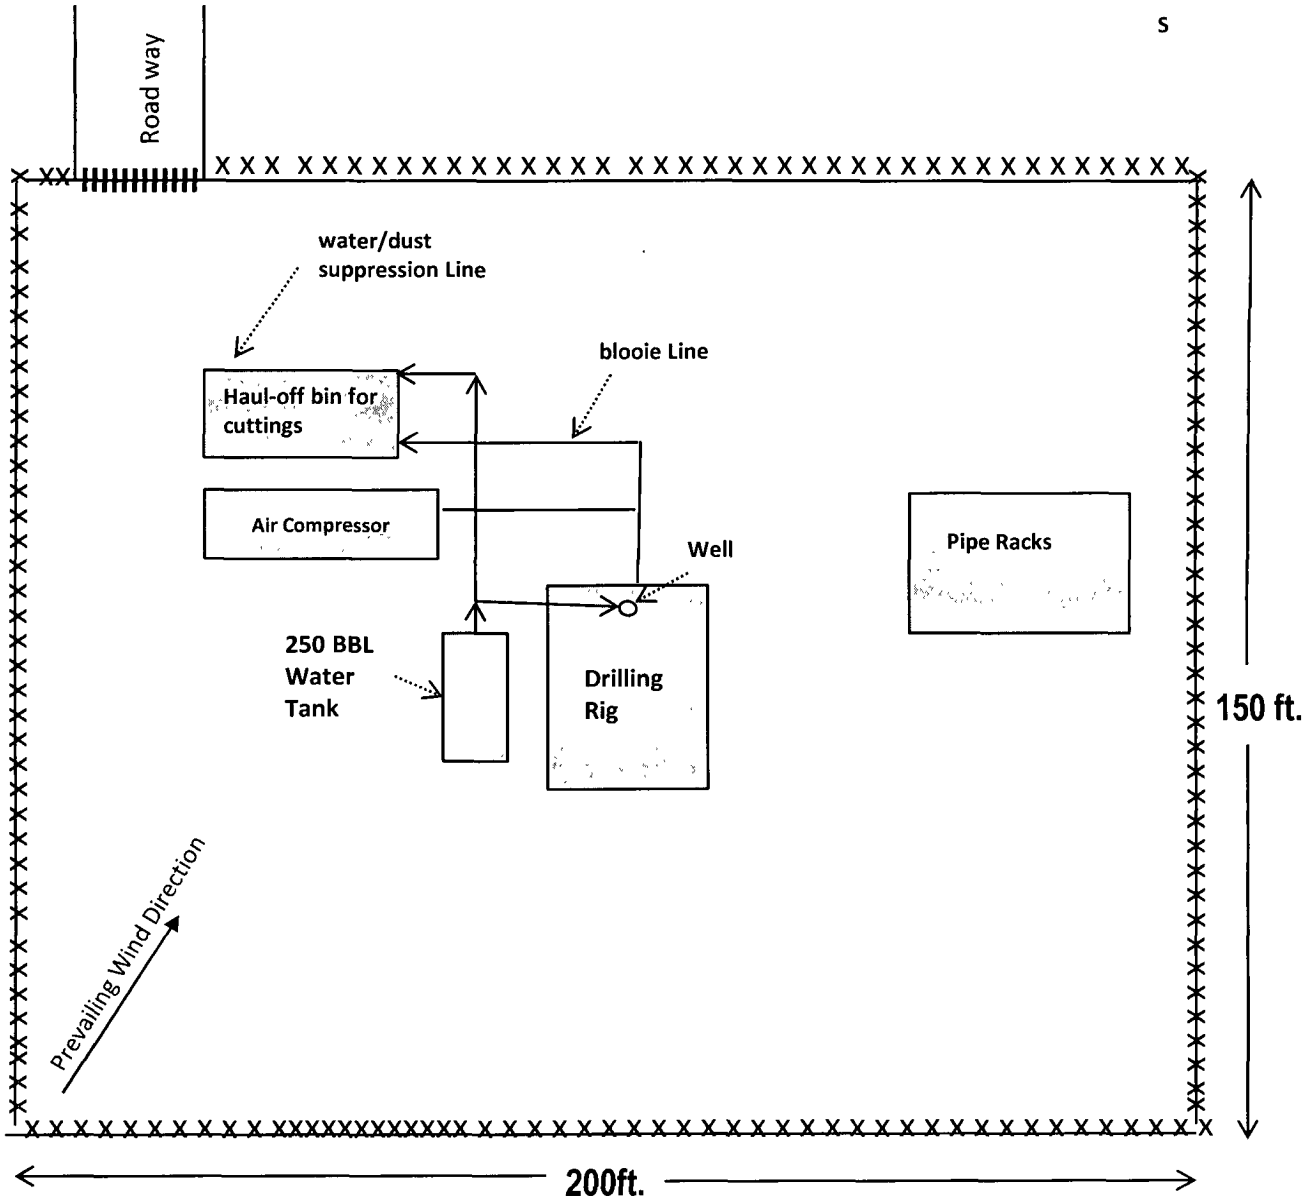 S
Road way
water/dust
suppression Line
blooie Line
Haul-off bin for
cuttings
Air Compressor
Pipe Racks
Well
250 BBL
Water
Tank
Drilling
Rig
150 ft.
Prevailing Wind Direction
200ft.